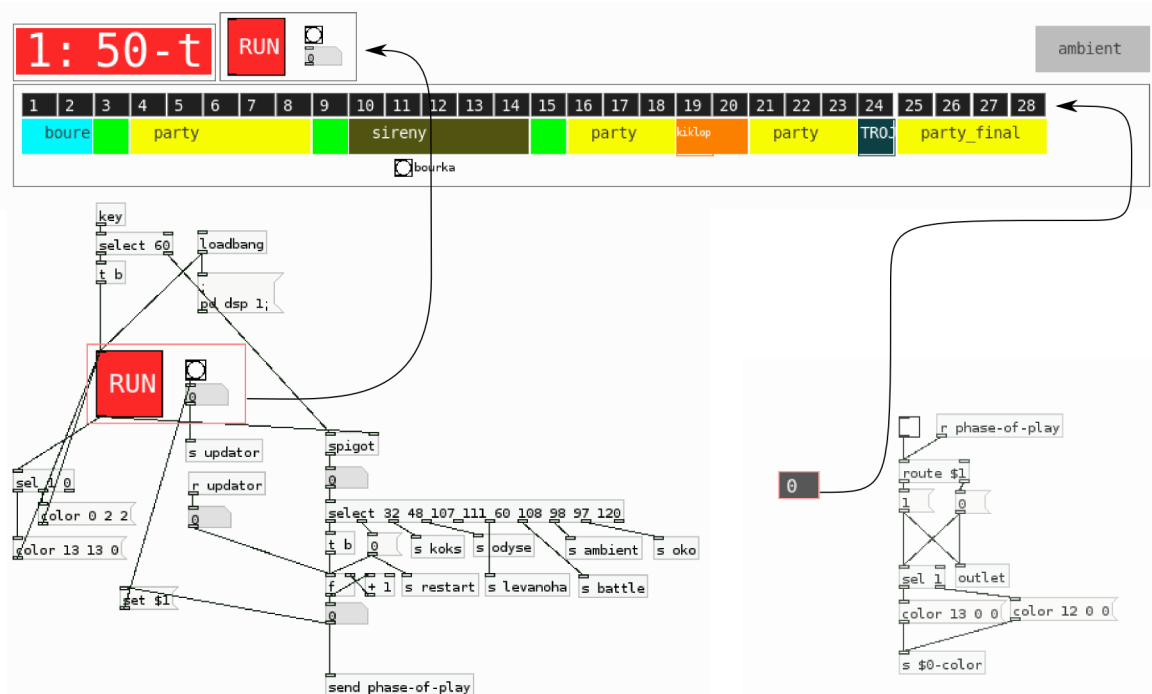 1: 50-t
RUN
0
ambient
1 2 3 4 5 6 7 8 9 10 11 12 13 14 15 16 17 18 19 20 21 22 23 24 25 26 27 28
boure party sireny party kiklop party TROJ party_final
bourka
key
select 60
loadbang
t b
;
pd dsp 1;
RUN
0
s updator
r updator
0
sel 1 0
color 0 2 2
color 13 13 0
set $1
spigot
0
select 32 48 107 111 60 108 98 97 120
t b 0 s koks s odyse s ambient s oko
f + 1 s restart s levanoha s battle
0
send phase-of-play
0
r phase-of-play
route $1
1 0
sel 1 outlet
color 13 0 0 color 12 0 0
s $0-color